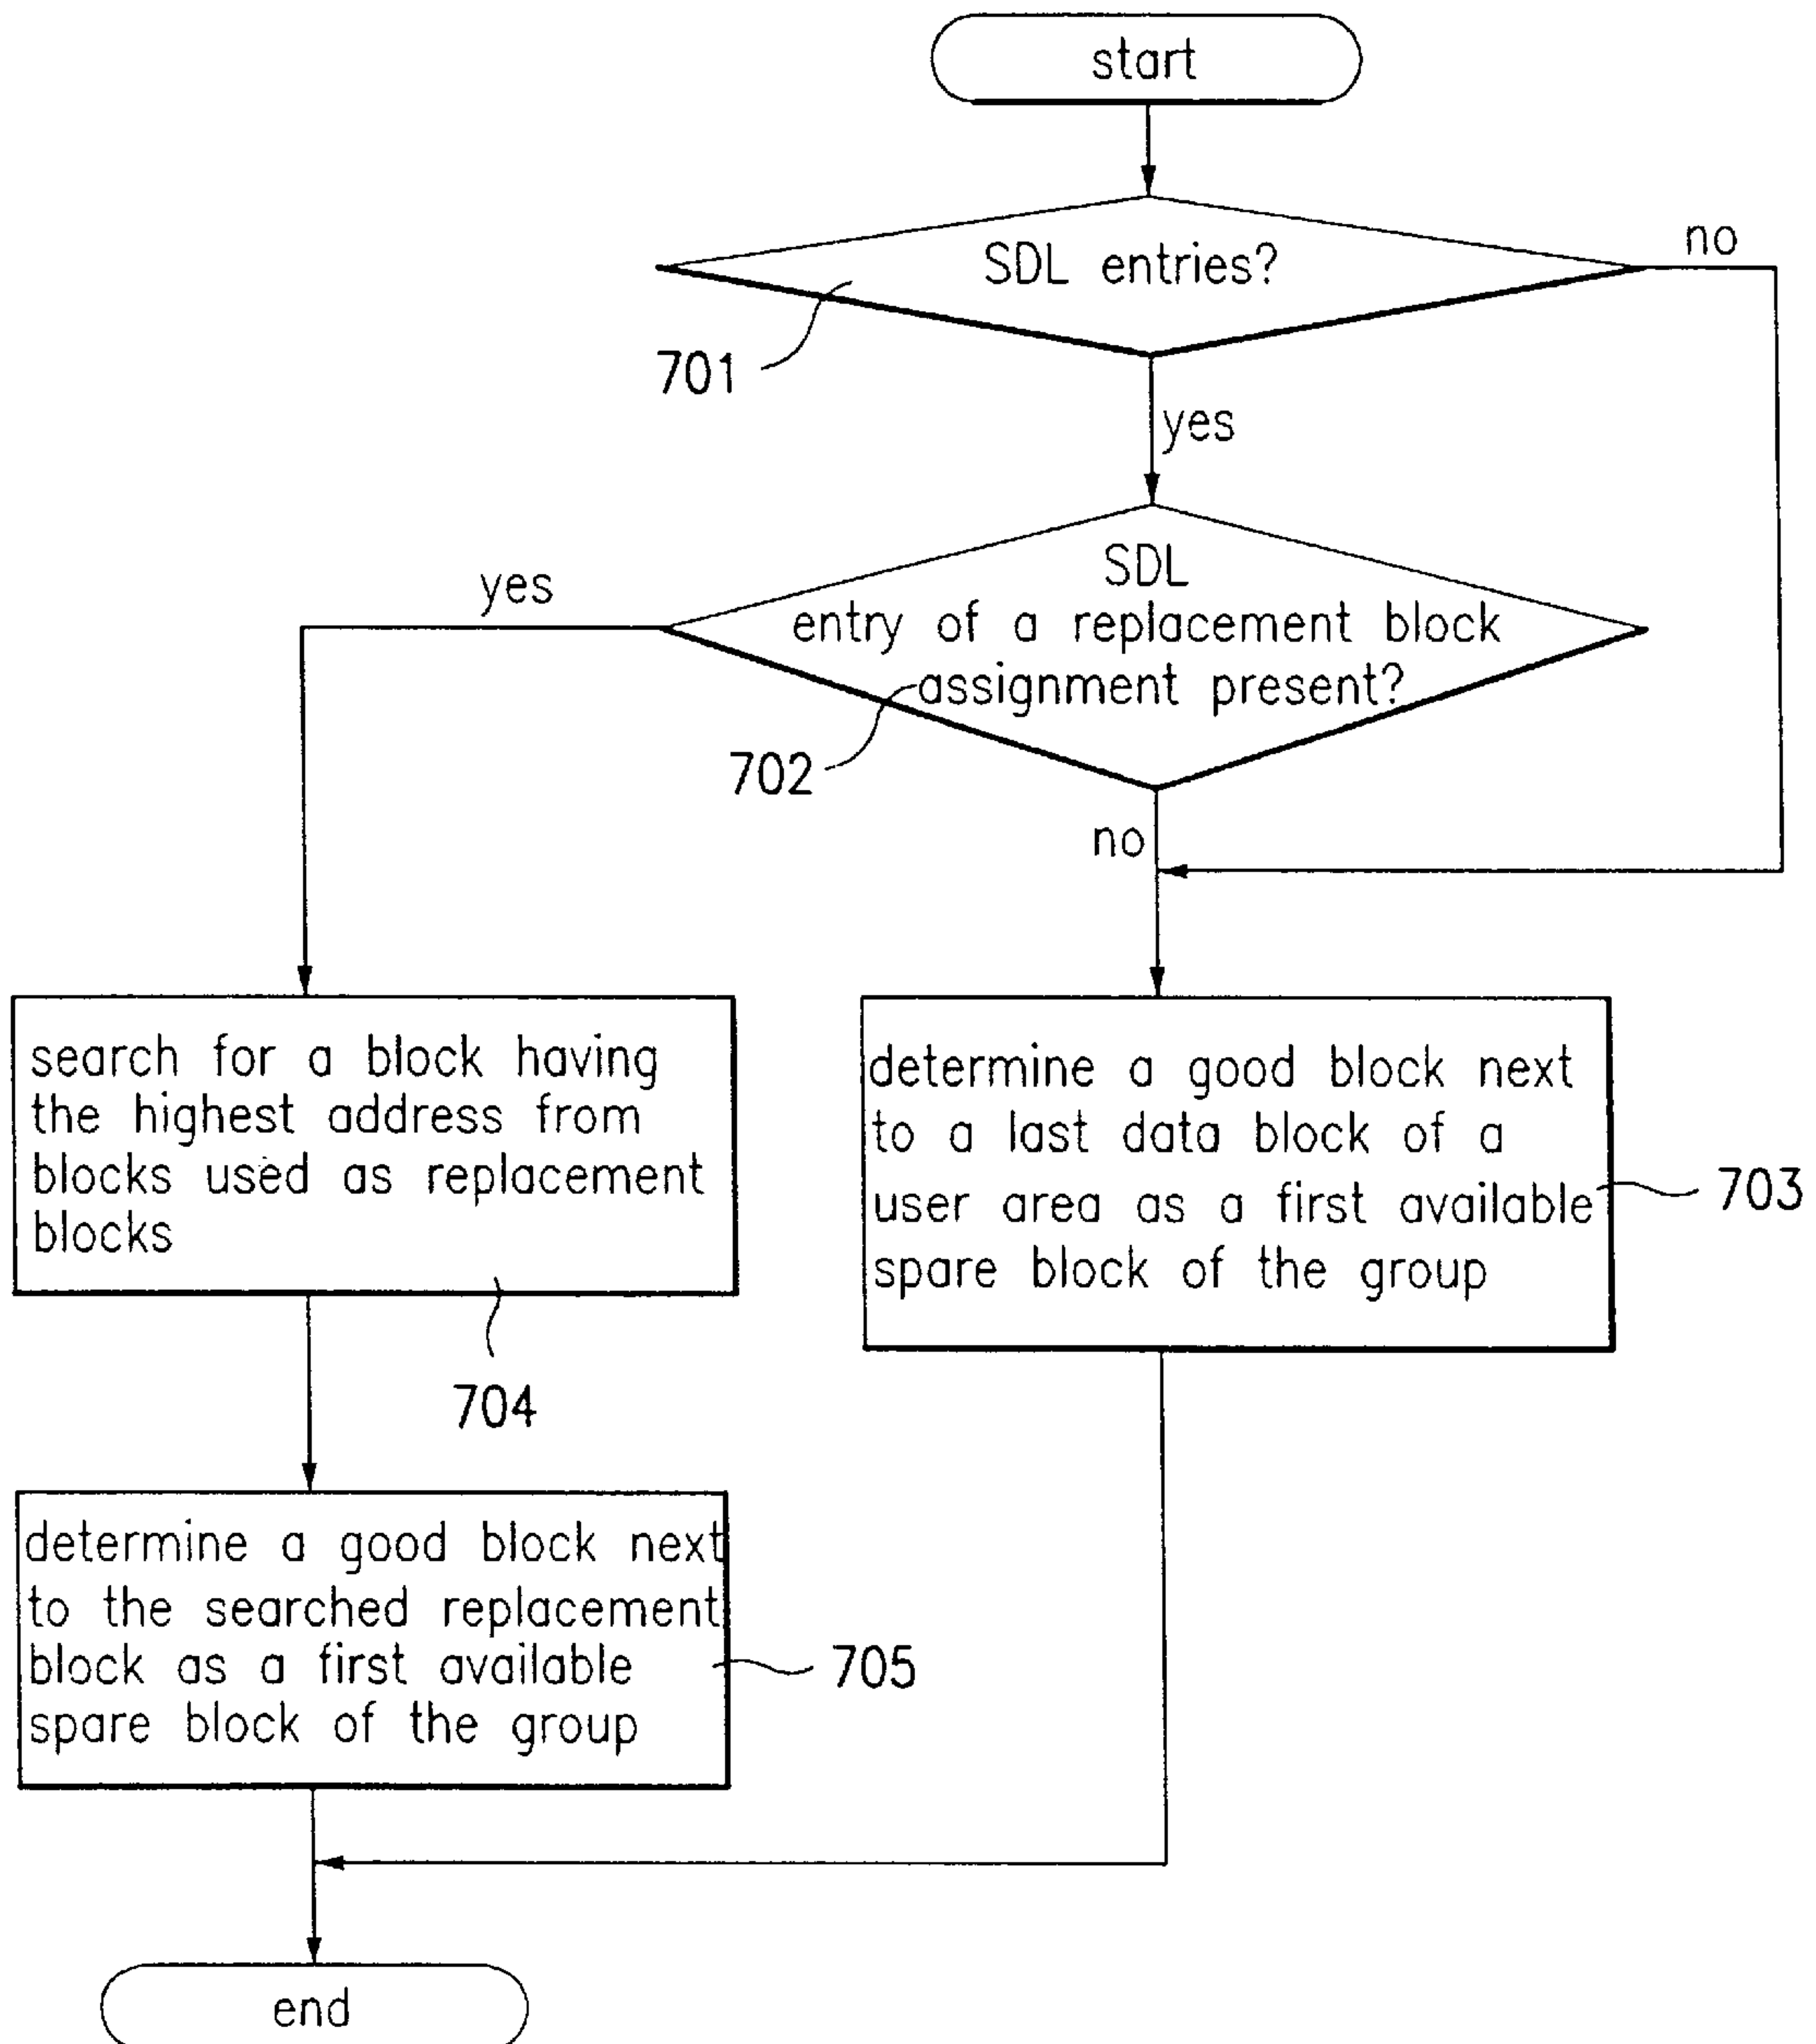 start
SDL entries?
no
701
yes
SDL
entry of a replacement block
assignment present?
yes
702
no
search for a block having
the highest address from
blocks used as replacement
blocks
704
determine a good block next
to a last data block of a
user area as a first available
spare block of the group
703
determine a good block next
to the searched replacement
block as a first available
spare block of the group
705
end